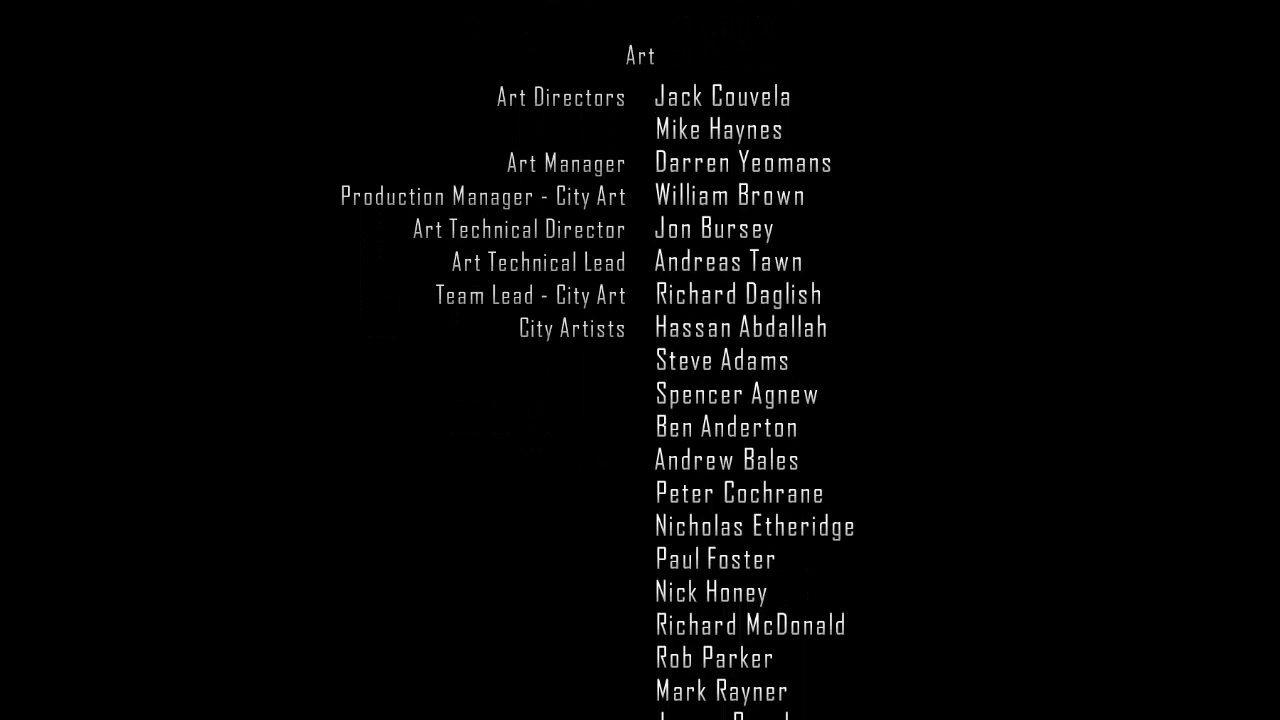 Art
Art Directors Jack Couvela
Mike Haynes
Art Manager Darren Yeomans
Production Manager - City Art William Brown
Art Technical Director Jon Bursey
Art Technical Lead Andreas Tawn
Team Lead - City Art Richard Daglish
City Artists Hassan Abdallah
Steve Adams
Spencer Agnew
Ben Anderton
Andrew Bales
Peter Cochrane
Nicholas Etheridge
Paul Foster
Nick Honey
Richard McDonald
Rob Parker
Mark Rayner